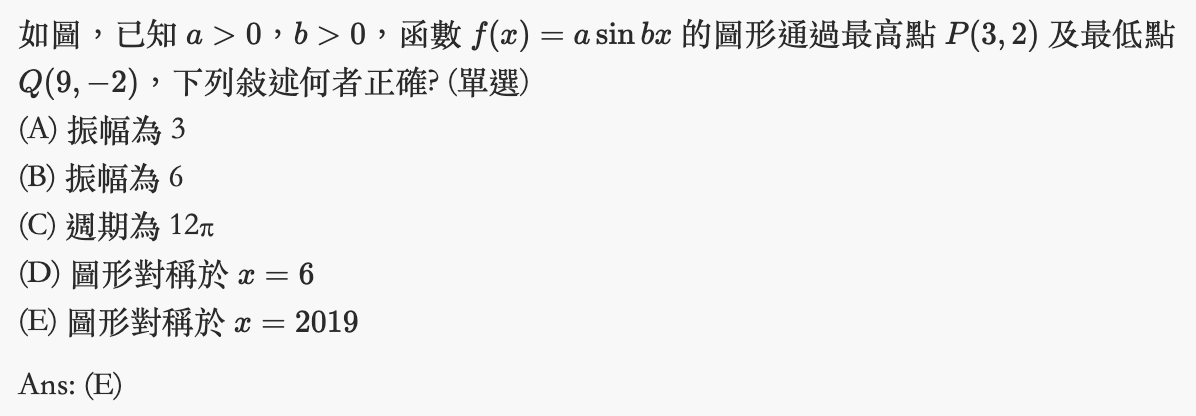 如圖，已知 a > 0，b > 0，函數 f(x) = a sin bx 的圖形通過最高點 P(3, 2) 及最低點
Q(9, −2)，下列敍述何者正確? (單選)
(A) 振幅為 3
(B) 振幅為 6
(C) 週期為 12π
(D) 圖形對稱於 x = 6
(E) 圖形對稱於 x = 2019
Ans: (E)